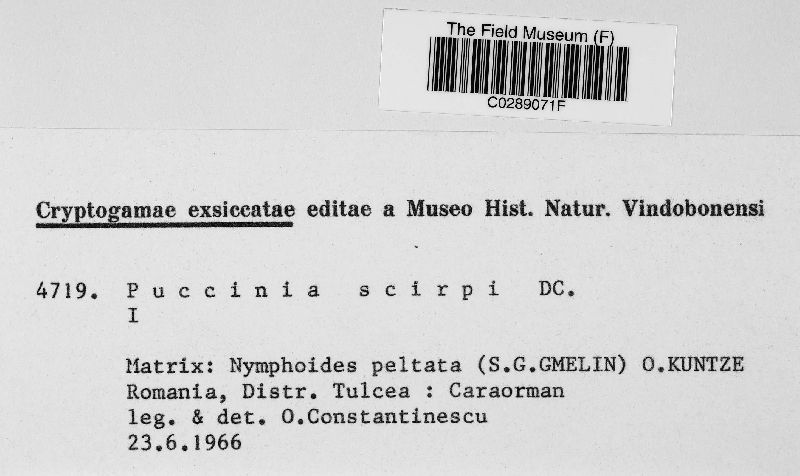 The Field Museum (F)
C0289071F
Cryptogamae exsiccatae editae a Museo Hist. Natur. Vindobonensi
4719. Puccinia scirpi DC.
I
Matrix: Nymphoides peltata (S.G.GMELIN) O.KUNTZE
Romania, Distr. Tulcea : Caraorman
leg. & det. O.Constantinescu
23.6.1966